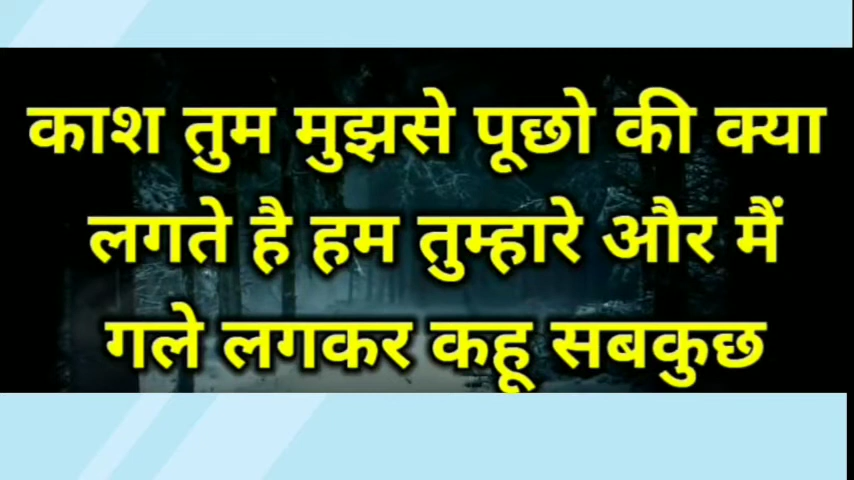 काश तुम मुझसे पूछो की क्या
लगते है हम तुम्हारे और मैं
गले लगकर कहू सबकुछ